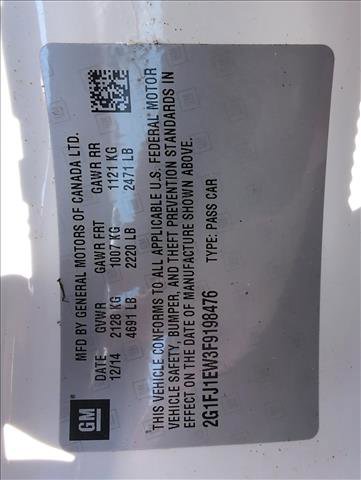 GM
MFD BY GENERAL MOTORS OF CANADA LTD.
DATE GVWR GAWR FRT GAWR RR
12/14 2128 KG 1007 KG 1121 KG
4691 LB 2220 LB 2471 LB
THIS VEHICLE CONFORMS TO ALL APPLICABLE U.S. FEDERAL MOTOR
VEHICLE SAFETY, BUMPER, AND THEFT PREVENTION STANDARDS IN
EFFECT ON THE DATE OF MANUFACTURE SHOWN ABOVE.
2G1FJ1EW3F9198476 TYPE: PASS CAR